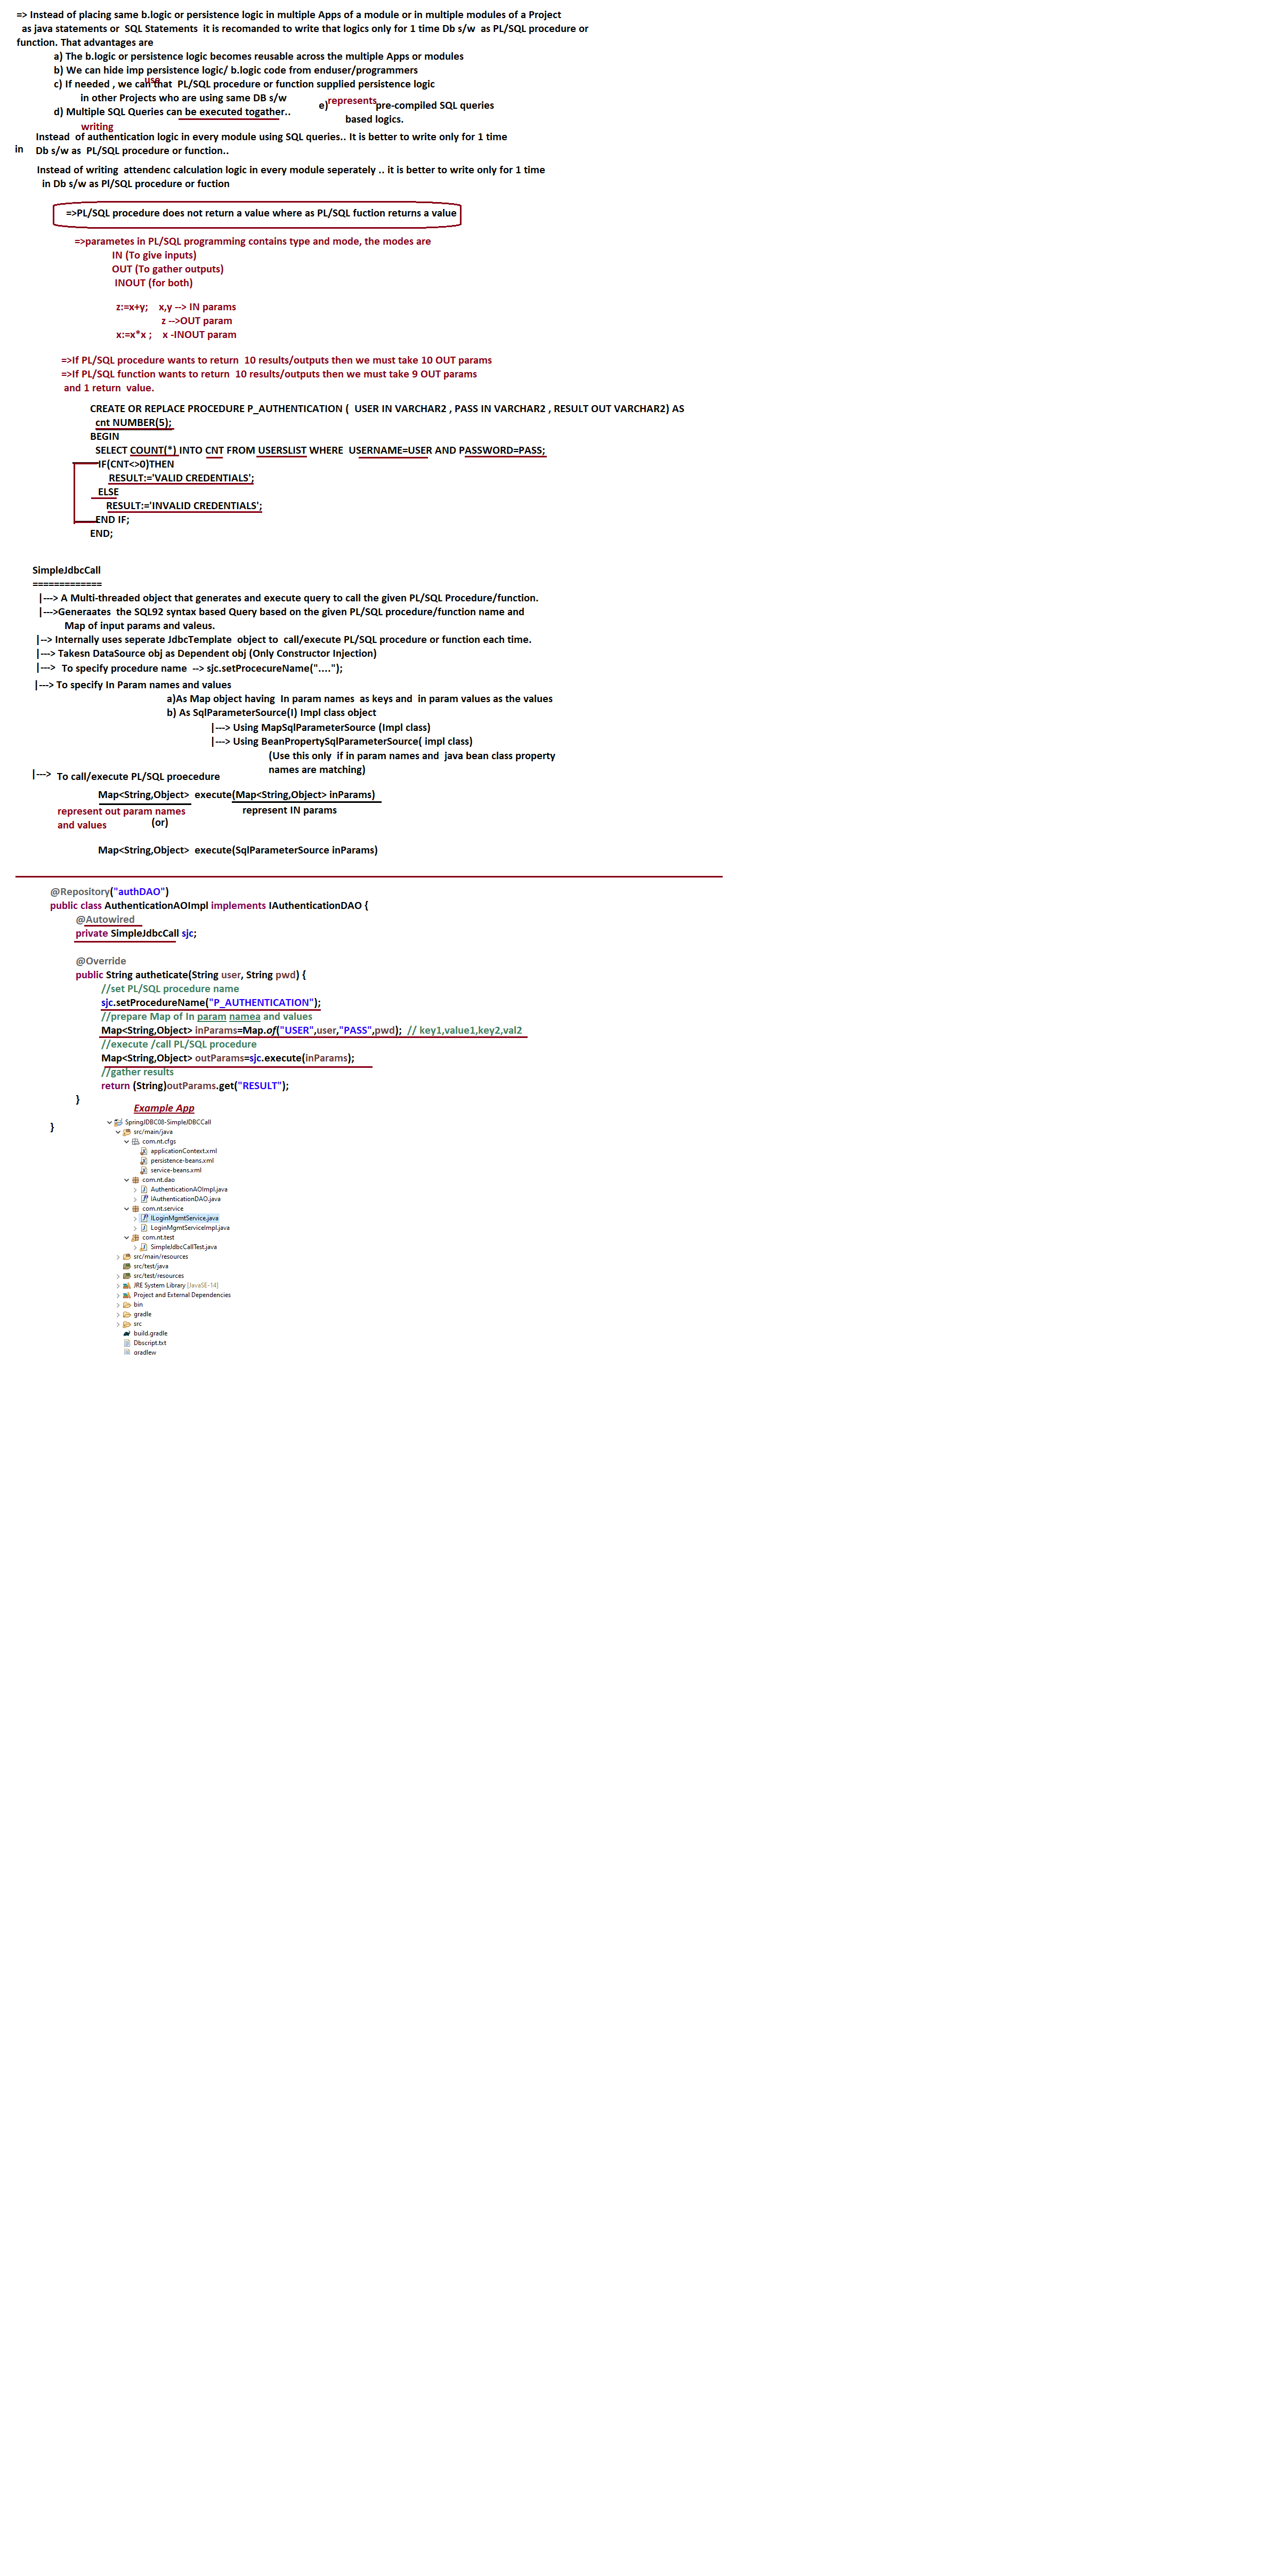 => Instead of placing same b.logic or persistence logic in multiple Apps of a module or in multiple modules of a Project
as java statements or SQL Statements it is recomanded to write that logics only for 1 time Db s/w as PL/SQL procedure or
function. That advantages are
a) The b.logic or persistence logic becomes reusable across the multiple Apps or modules
b) We can hide imp persistence logic/ b.logic code from enduser/programmers
use
c) If needed , we can that PL/SQL procedure or function supplied persistence logic
in other Projects who are using same DB s/w
d) Multiple SQL Queries can be executed togather..
e) represents pre-compiled SQL queries
based logics.
writing
Instead of authentication logic in every module using SQL queries.. It is better to write only for 1 time
in Db s/w as PL/SQL procedure or function..
Instead of writing attendenc calculation logic in every module seperately .. it is better to write only for 1 time
in Db s/w as Pl/SQL procedure or fuction
=>PL/SQL procedure does not return a value where as PL/SQL fuction returns a value
=>parametes in PL/SQL programming contains type and mode, the modes are
IN (To give inputs)
OUT (To gather outputs)
INOUT (for both)
z:=x+y; x,y --> IN params
z -->OUT param
x:=x*x ; x -INOUT param
=>If PL/SQL procedure wants to return 10 results/outputs then we must take 10 OUT params
=>If PL/SQL function wants to return 10 results/outputs then we must take 9 OUT params
and 1 return value.
CREATE OR REPLACE PROCEDURE P_AUTHENTICATION ( USER IN VARCHAR2 , PASS IN VARCHAR2 , RESULT OUT VARCHAR2) AS
cnt NUMBER(5);
BEGIN
SELECT COUNT(*) INTO CNT FROM USERSLIST WHERE USERNAME=USER AND PASSWORD=PASS;
IF(CNT<>0)THEN
RESULT:='VALID CREDENTIALS';
ELSE
RESULT:='INVALID CREDENTIALS';
END IF;
END;
SimpleJdbcCall
=============
|---> A Multi-threaded object that generates and execute query to call the given PL/SQL Procedure/function.
|--->Generaates the SQL92 syntax based Query based on the given PL/SQL procedure/function name and
Map of input params and valeus.
|--> Internally uses seperate JdbcTemplate object to call/execute PL/SQL procedure or function each time.
|---> Takesn DataSource obj as Dependent obj (Only Constructor Injection)
|---> To specify procedure name --> sjc.setProcecureName("....");
|---> To specify In Param names and values
a)As Map object having In param names as keys and in param values as the values
b) As SqlParameterSource(I) Impl class object
|---> Using MapSqlParameterSource (Impl class)
|---> Using BeanPropertySqlParameterSource( impl class)
(Use this only if in param names and java bean class property
names are matching)
|---> To call/execute PL/SQL proecedure
Map<String,Object> execute(Map<String,Object> inParams)
represent out param names
represent IN params
and values
(or)
Map<String,Object> execute(SqlParameterSource inParams)
@Repository("authDAO")
public class AuthenticationAOImpl implements IAuthenticationDAO {
@Autowired
private SimpleJdbcCall sjc;
@Override
public String autheticate(String user, String pwd) {
//set PL/SQL procedure name
sjc.setProcedureName("P_AUTHENTICATION");
//prepare Map of In param namea and values
Map<String,Object> inParams=Map.of("USER",user,"PASS",pwd); // key1,value1,key2,val2
//execute /call PL/SQL procedure
Map<String,Object> outParams=sjc.execute(inParams);
//gather results
return (String)outParams.get("RESULT");
}
}
Example App
SpringJDBC08-SimpleJDBCCall
src/main/java
com.nt.cfgs
applicationContext.xml
persistence-beans.xml
service-beans.xml
com.nt.dao
AuthenticationAOImpl.java
IAuthenticationDAO.java
com.nt.service
ILoginMgmtService.java
LoginMgmtServiceImpl.java
com.nt.test
SimpleJdbcCallTest.java
src/main/resources
src/test/java
src/test/resources
JRE System Library [JavaSE-14]
Project and External Dependencies
bin
gradle
src
build.gradle
Dbscript.txt
gradlew